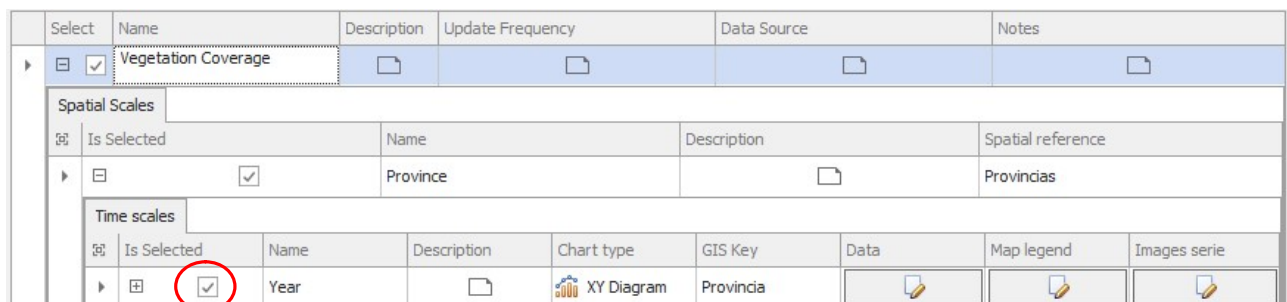 Select Name Description Update Frequency Data Source Notes
Vegetation Coverage
Spatial Scales
Is Selected Name Description Spatial reference
Province Provincias
Time scales
Is Selected Name Description Chart type GIS Key Data Map legend Images serie
Year XY Diagram Provincia